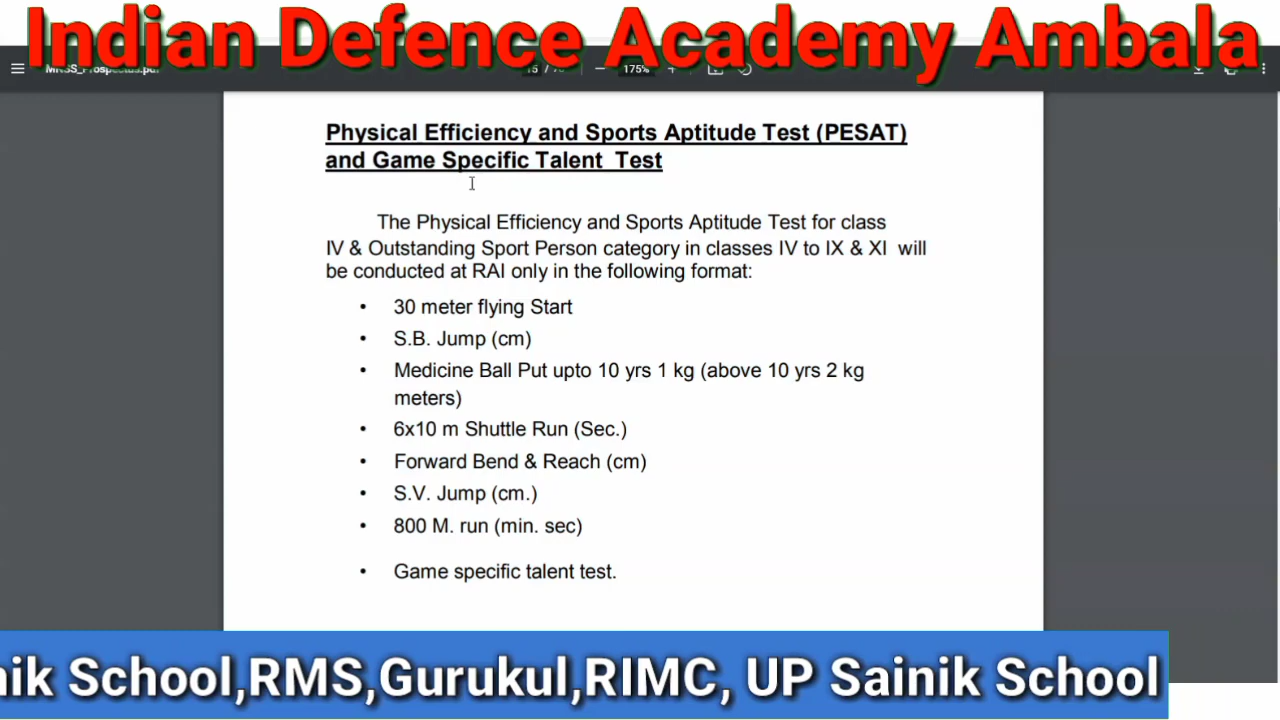 Indian Defence Academy Ambala
175%
Physical Efficiency and Sports Aptitude Test (PESAT)
and Game Specific Talent Test
The Physical Efficiency and Sports Aptitude Test for class
IV & Outstanding Sport Person category in classes IV to IX & XI will
be conducted at RAI only in the following format:
• 30 meter flying Start
• S.B. Jump (cm)
• Medicine Ball Put upto 10 yrs 1 kg (above 10 yrs 2 kg
meters)
• 6x10 m Shuttle Run (Sec.)
• Forward Bend & Reach (cm)
• S.V. Jump (cm.)
• 800 M. run (min. sec)
• Game specific talent test.
nik School,RMS,Gurukul,RIMC, UP Sainik School